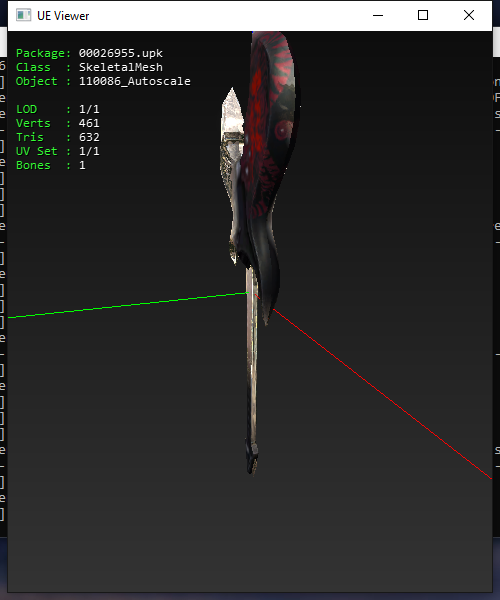 UE Viewer
Package: 00026955.upk
Class : SkeletalMesh
Object : 110086_Autoscale
LOD : 1/1
Verts : 461
Tris : 632
UV Set : 1/1
Bones : 1